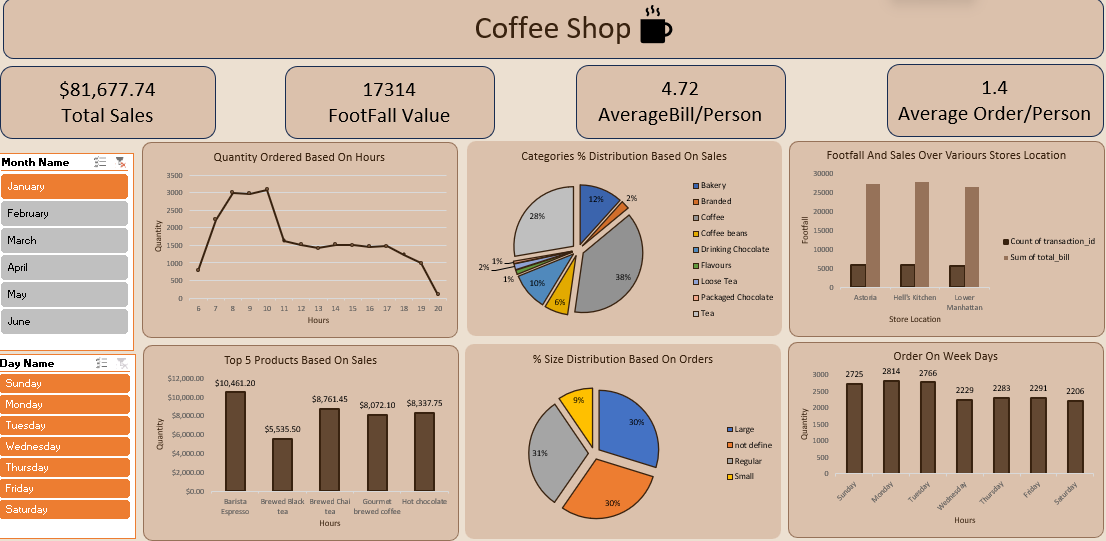 Coffee Shop
$81,677.74
Total Sales
17314
FootFall Value
4.72
AverageBill/Person
1.4
Average Order/Person
Month Name
January
February
March
April
May
June
Day Name
Sunday
Monday
Tuesday
Wednesday
Thursday
Friday
Saturday
Quantity Ordered Based On Hours
Quantity
3500
3000
2500
2000
1500
1000
500
0
6 7 8 9 10 11 12 13 14 15 16 17 18 19 20
Hours
Categories % Distribution Based On Sales
12%
2%
38%
6%
10%
1%
2%
1%
28%
Bakery
Branded
Coffee
Coffee beans
Drinking Chocolate
Flavours
Loose Tea
Packaged Chocolate
Tea
Footfall And Sales Over Variours Stores Location
Footfall
30000
25000
20000
15000
10000
5000
0
Astoria Hell's Kitchen Lower
Manhattan
Store Location
Count of transaction_id
Sum of total_bill
Top 5 Products Based On Sales
Quantity
$12,000.00
$10,000.00
$8,000.00
$6,000.00
$4,000.00
$2,000.00
$0.00
$10,461.20
$5,535.50
$8,761.45
$8,072.10
$8,337.75
Barista Brewed Black Brewed Chai Gourmet Hot chocolate
Espresso tea tea brewed coffee
Hours
% Size Distribution Based On Orders
30%
30%
31%
9%
Large
not define
Regular
Small
Order On Week Days
Quantity
3000
2500
2000
1500
1000
500
0
2725 2814 2766 2229 2283 2291 2206
Sunday Monday Tuesday Wednesday Thursday Friday Saturday
Hours